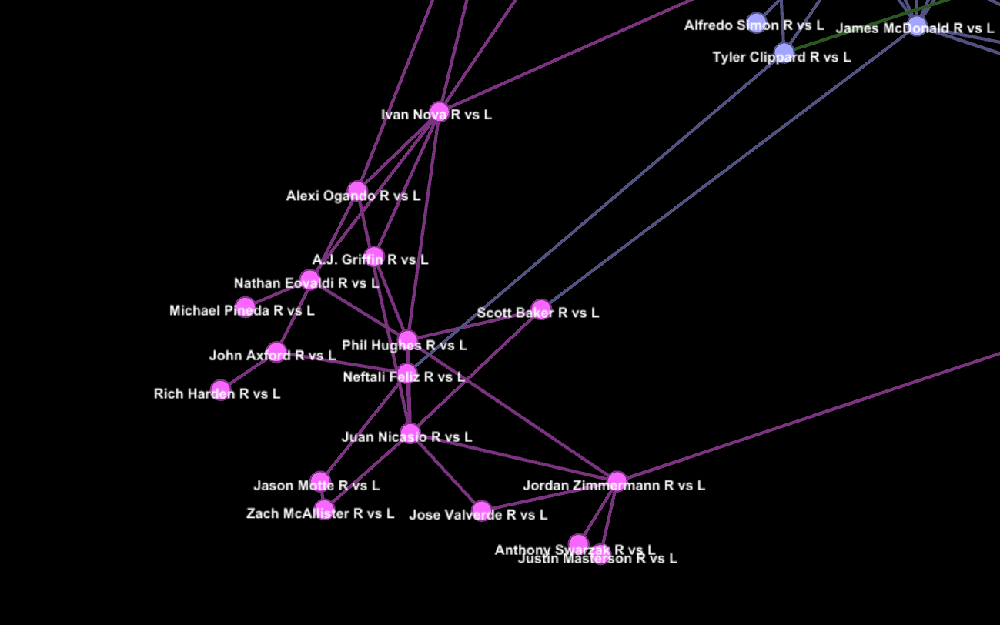 Alfredo Simon R vs L
James McDonald R vs L
Tyler Clippard R vs L
Ivan Nova R vs L
Alexi Ogando R vs L
A.J. Griffin R vs L
Nathan Eovaldi R vs L
Michael Pineda R vs L
Scott Baker R vs L
Phil Hughes R vs L
John Axford R vs L
Neftali Feliz R vs L
Rich Harden R vs L
Juan Nicasio R vs L
Jason Motte R vs L
Jordan Zimmermann R vs L
Zach McAllister R vs L
Jose Valverde R vs L
Anthony Swarzak R vs L
Justin Masterson R vs L